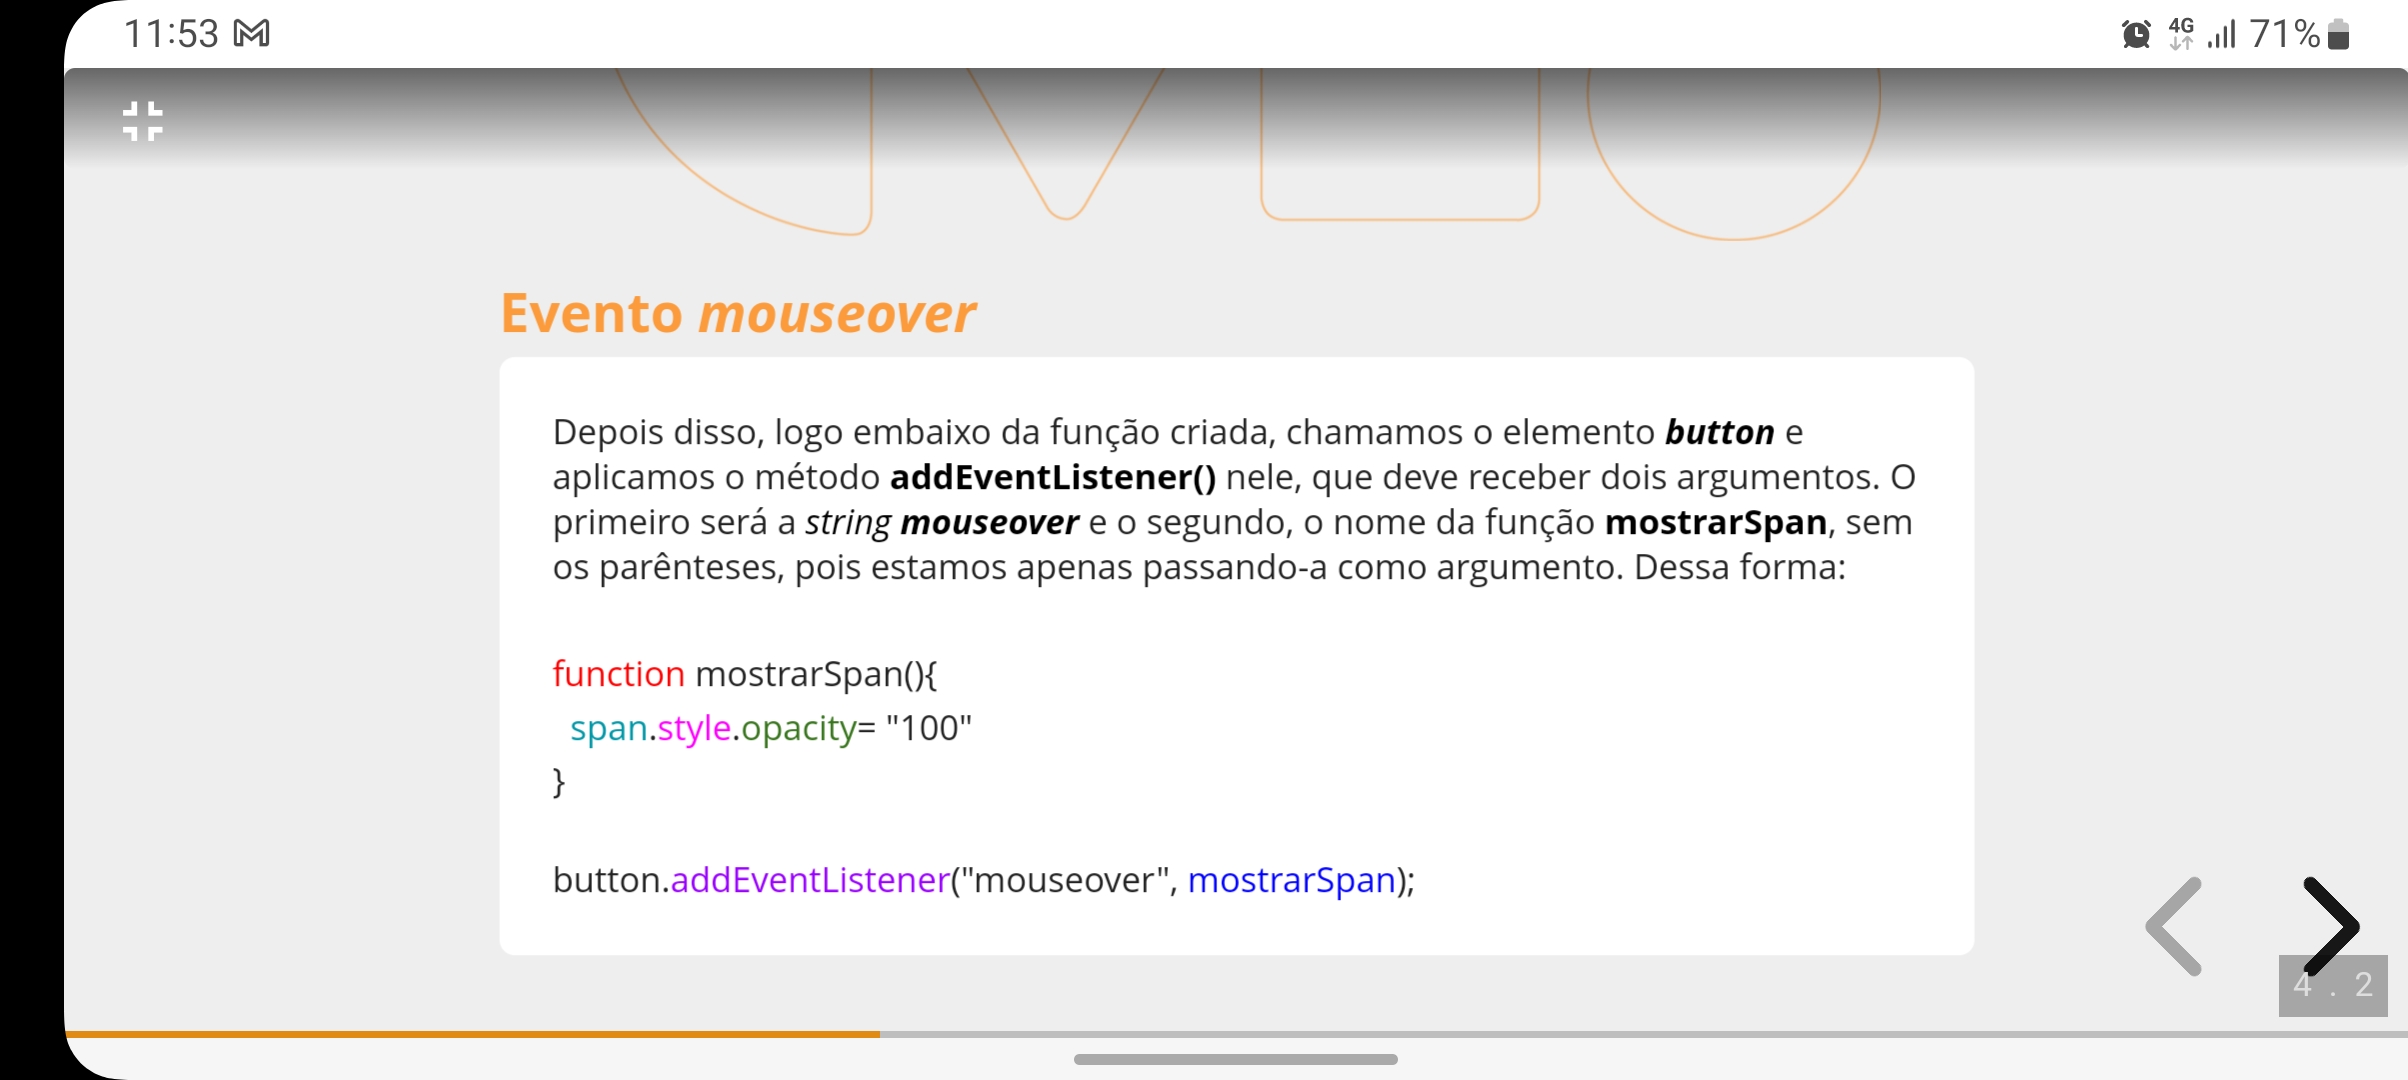 11:53
4G
71%
Evento mouseover
Depois disso, logo embaixo da função criada, chamamos o elemento button e
aplicamos o método addEventListener() nele, que deve receber dois argumentos. O
primeiro será a string mouseover e o segundo, o nome da função mostrarSpan, sem
os parênteses, pois estamos apenas passando-a como argumento. Dessa forma:
function mostrarSpan(){
span.style.opacity= "100"
}
button.addEventListener("mouseover", mostrarSpan);
4 . 2